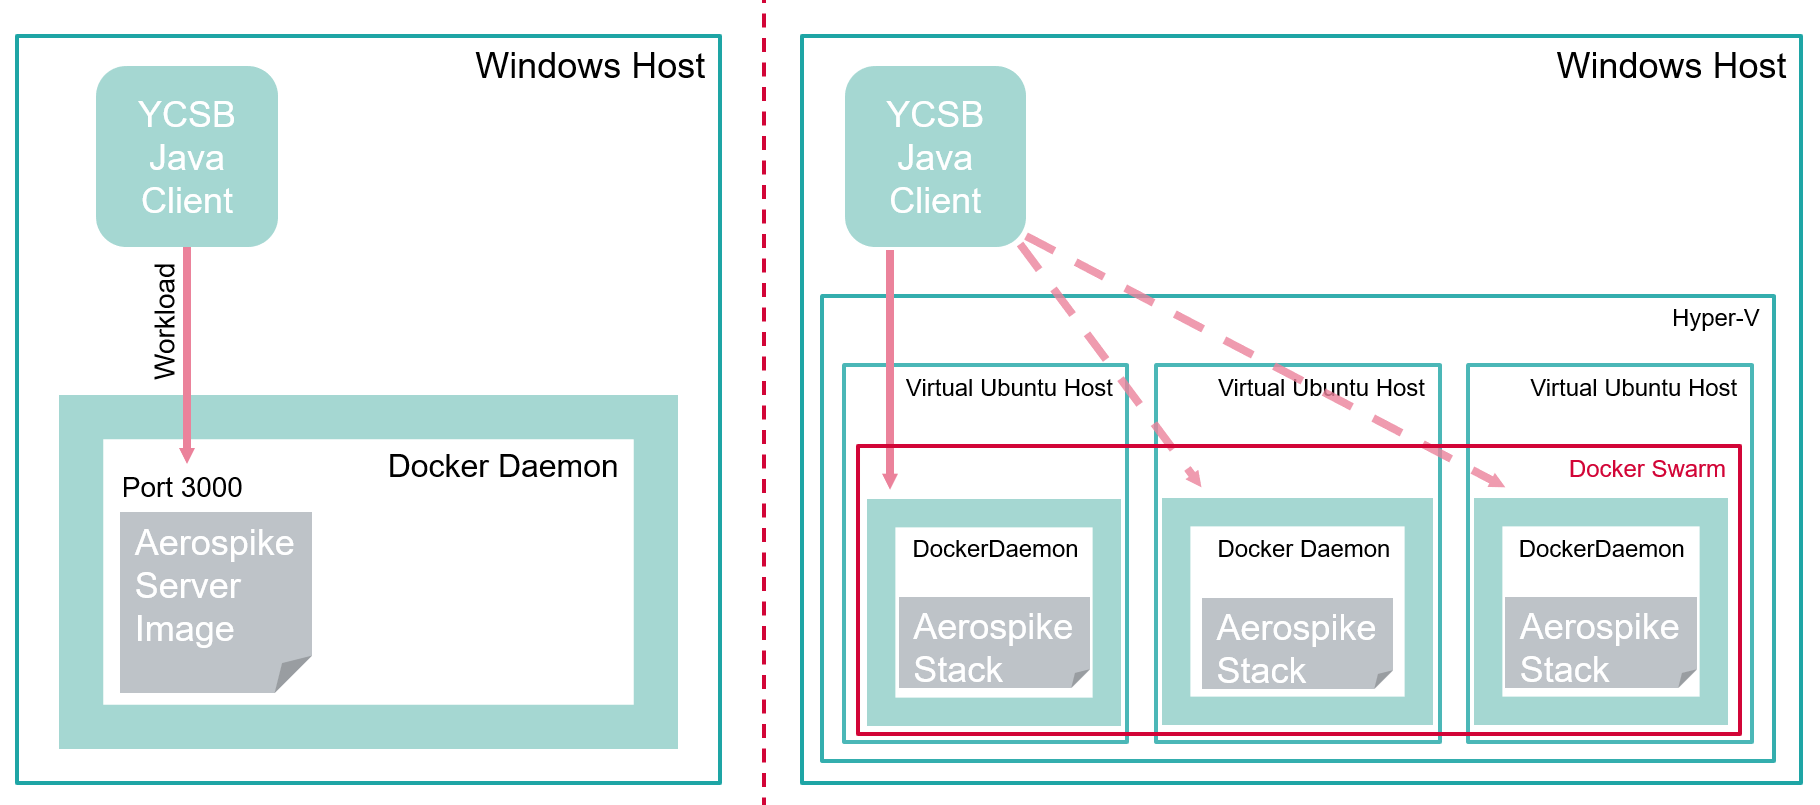 Windows Host
YCSB
Java
Client
Workload
Docker Daemon
Port 3000
Aerospike
Server
Image
Windows Host
YCSB
Java
Client
Hyper-V
Virtual Ubuntu Host
Virtual Ubuntu Host
Virtual Ubuntu Host
Docker Swarm
DockerDaemon
Aerospike
Stack
Docker Daemon
Aerospike
Stack
DockerDaemon
Aerospike
Stack